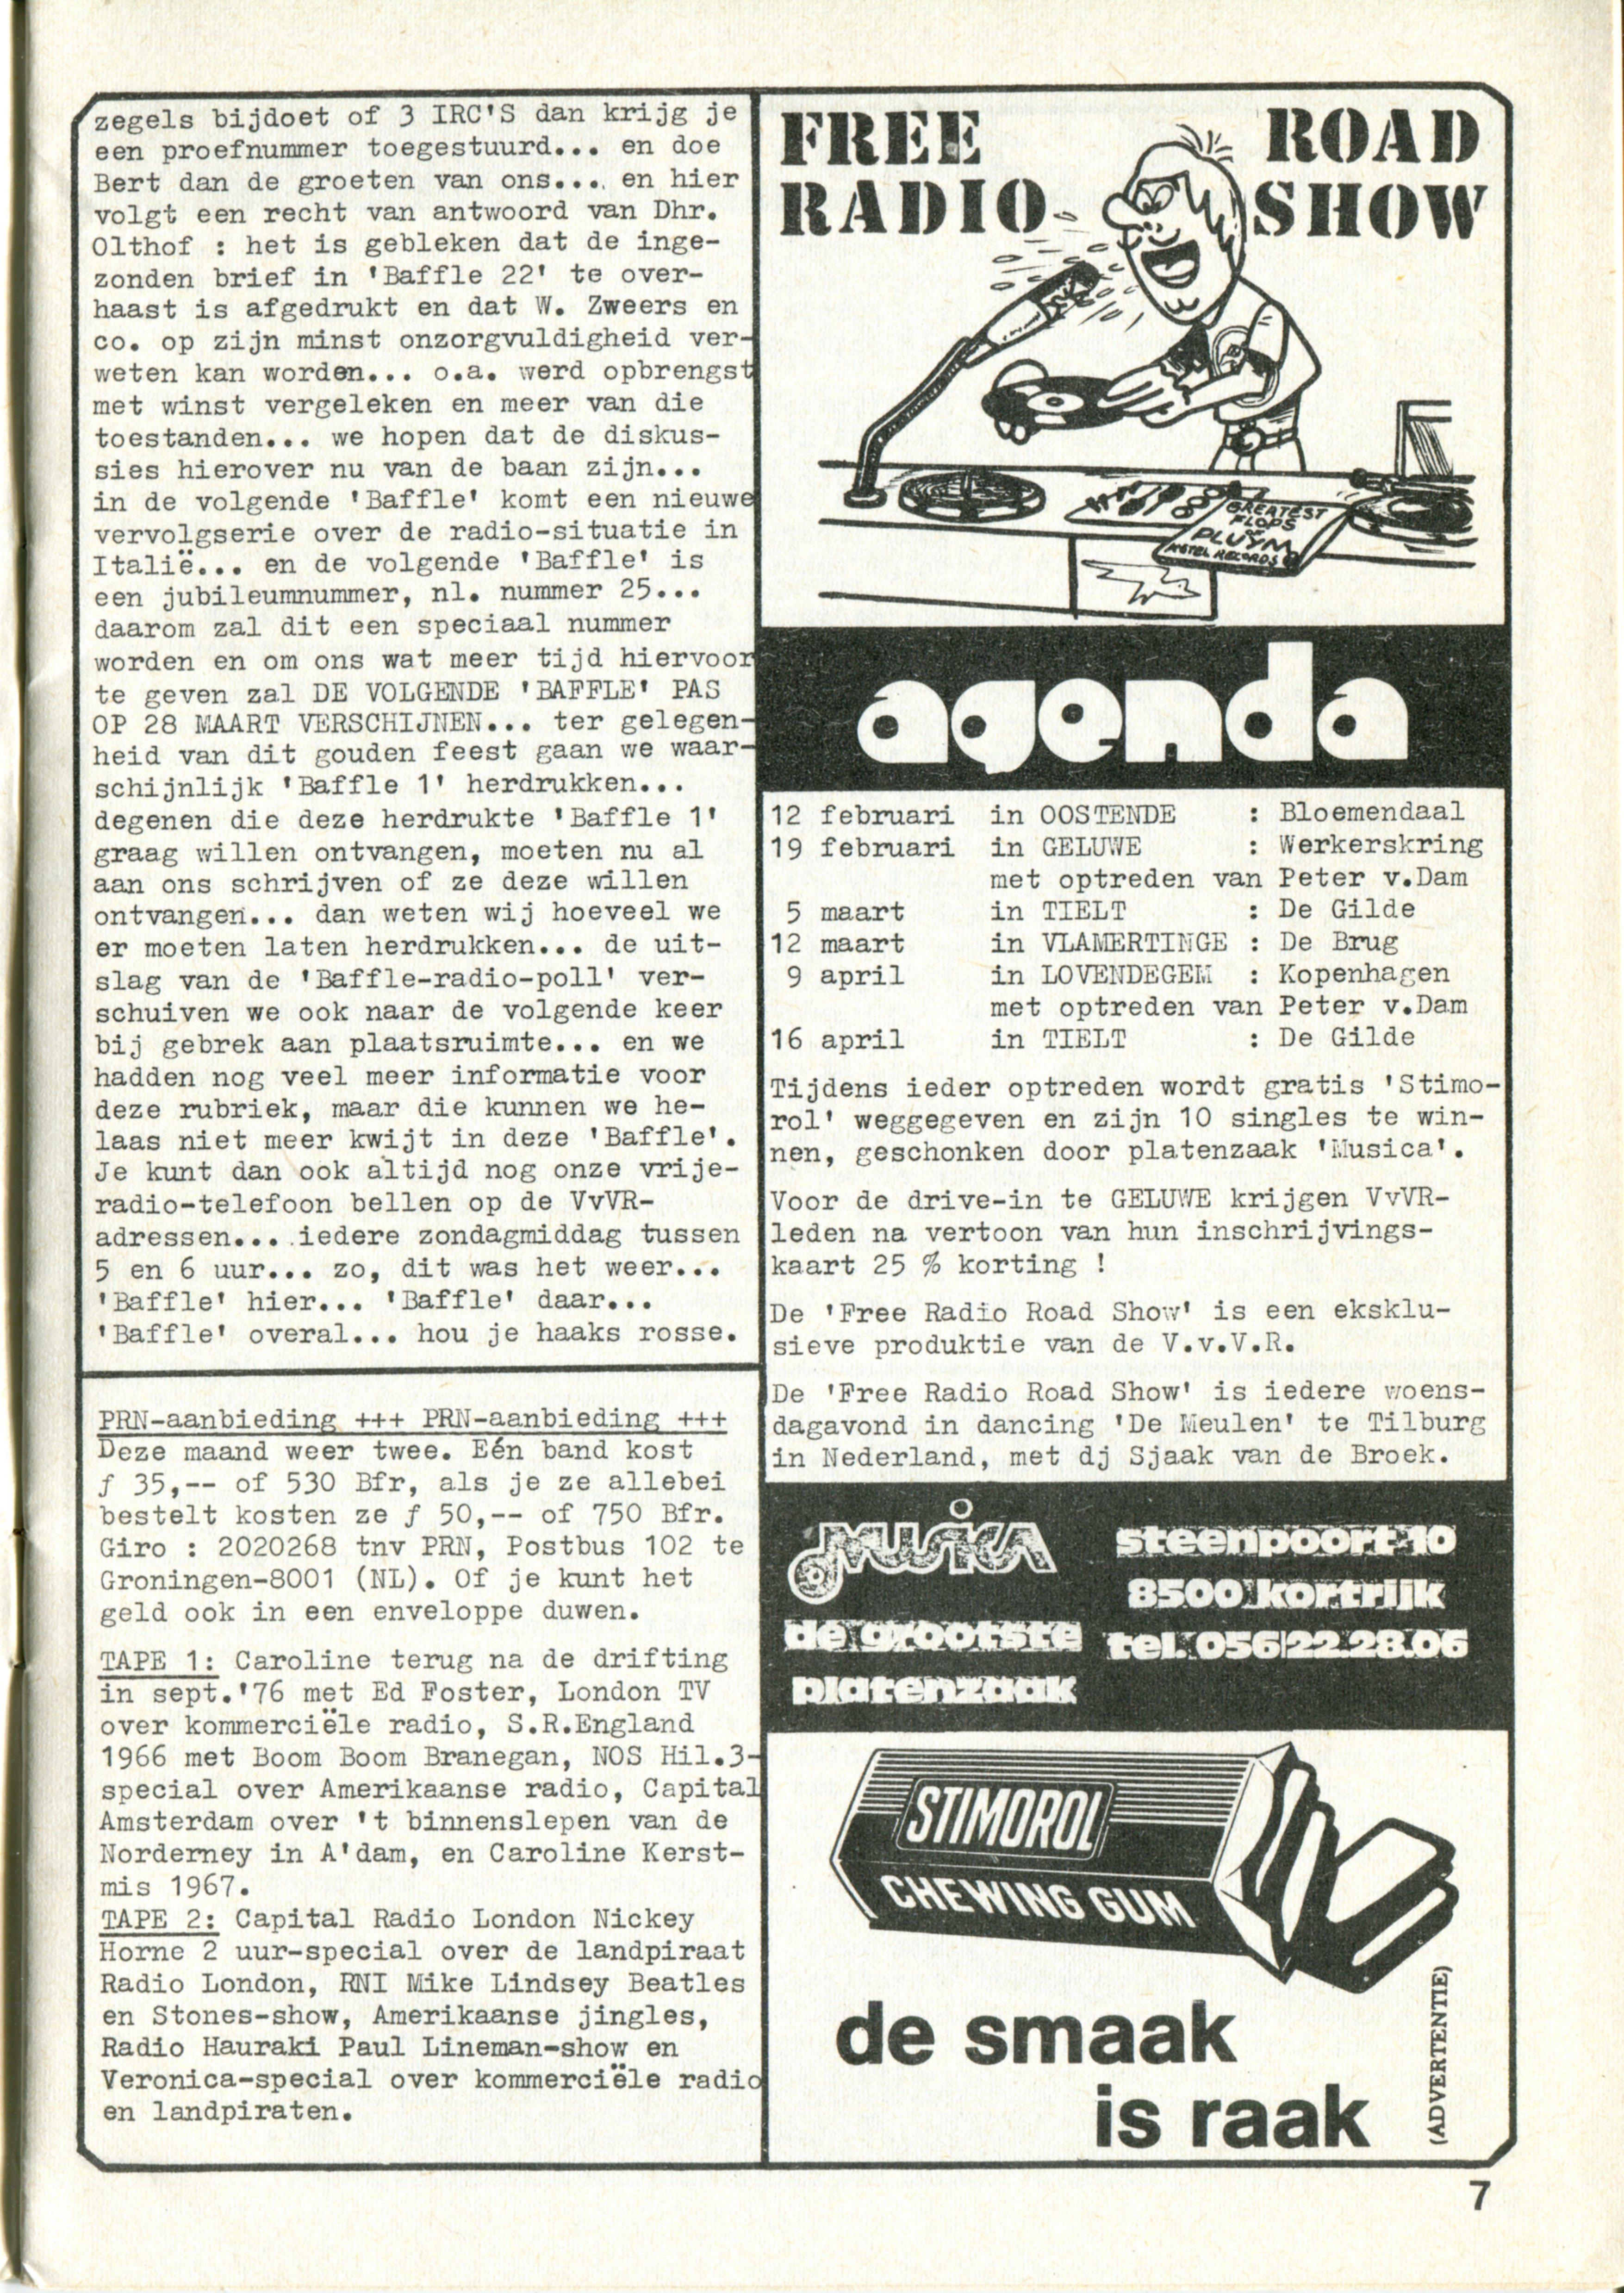 zegels bijdoet of 3 IRC'S dan krijg je
een proefnummer toegestuurd... en doe
Bert dan de groeten van ons.... en hier
volgt een recht van antwoord van Dhr.
Olthof : het is gebleken dat de inge-
zonden brief in 'Baffle 22' te over-
haast is afgedrukt en dat W. Zweers en
co. op zijn minst onzorgvuldigheid ver-
weten kan worden... o.a. werd opbrengst
met winst vergeleken en meer van die
toestanden... we hopen dat de diskus-
sies hierover nu van de baan zijn...
in de volgende 'Baffle' komt een nieuwe
vervolgserie over de radio-situatie in
Italië... en de volgende 'Baffle' is
een jubileumnummer, nl. nummer 25...
daarom zal dit een speciaal nummer
worden en om ons wat meer tijd hiervoor
te geven zal DE VOLGENDE 'BAFFLE' PAS
OP 28 MAART VERSCHIJNEN... ter gelegen-
heid van dit gouden feest gaan we waar-
schijnlijk 'Baffle 1' herdrukken...
degenen die deze herdrukte 'Baffle 1'
graag willen ontvangen, moeten nu al
aan ons schrijven of ze deze willen
ontvangen... dan weten wij hoeveel we
er moeten laten herdrukken... de uit-
slag van de 'Baffle-radio-poll' ver-
schuiven we ook naar de volgende keer
bij gebrek aan plaatsruimte... en we
hadden nog veel meer informatie voor
deze rubriek, maar die kunnen we he-
laas niet meer kwijt in deze 'Baffle'.
Je kunt dan ook altijd nog onze vrije-
radio-telefoon bellen op de VvVR-
adressen... iedere zondagmiddag tussen
5 en 6 uur... zo, dit was het weer...
'Baffle' hier... 'Baffle' daar...
'Baffle' overal... hou je haaks rosse.
PRN-aanbieding +++ PRN-aanbieding +++
Deze maand weer twee. Eén band kost
ƒ 35,-- of 530 Bfr, als je ze allebei
bestelt kosten ze ƒ 50,-- of 750 Bfr.
Giro : 2020268 tnv PRN, Postbus 102 te
Groningen-8001 (NL). Of je kunt het
geld ook in een enveloppe duwen.
TAPE 1: Caroline terug na de drifting
in sept.'76 met Ed Foster, London TV
over kommerciële radio, S.R.England
1966 met Boom Boom Branegan, NOS Hil.3-
special over Amerikaanse radio, Capital
Amsterdam over 't binnenslepen van de
Norderney in A'dam, en Caroline Kerst-
mis 1967.
TAPE 2: Capital Radio London Nickey
Horne 2 uur-special over de landpiraat
Radio London, RNI Mike Lindsey Beatles
en Stones-show, Amerikaanse jingles,
Radio Hauraki Paul Lineman-show en
Veronica-special over kommerciële radio
en landpiraten.
FREE ROAD
RADIO SHOW
GREATEST
FLOPS
OF
PLUYM
AMSTEL RECORDS
agenda
12 februari in OOSTENDE : Bloemendaal
19 februari in GELUWE : Werkerskring
met optreden van Peter v.Dam
5 maart in TIELT : De Gilde
12 maart in VLAMERTINGE : De Brug
9 april in LOVENDEGEM : Kopenhagen
met optreden van Peter v.Dam
16 april in TIELT : De Gilde
Tijdens ieder optreden wordt gratis 'Stimo-
rol' weggegeven en zijn 10 singles te win-
nen, geschonken door platenzaak 'Musica'.
Voor de drive-in te GELUWE krijgen VvVR-
leden na vertoon van hun inschrijvings-
kaart 25 % korting !
De 'Free Radio Road Show' is een eksklu-
sieve produktie van de V.v.V.R.
De 'Free Radio Road Show' is iedere woens-
dagavond in dancing 'De Meulen' te Tilburg
in Nederland, met dj Sjaak van de Broek.
MUSICA
de grootste
platenzaak
steenpoort 10
8500 kortrijk
tel. 056/22.28.06
STIMOROL
CHEWING GUM
de smaak
is raak
(ADVERTENTIE)
7